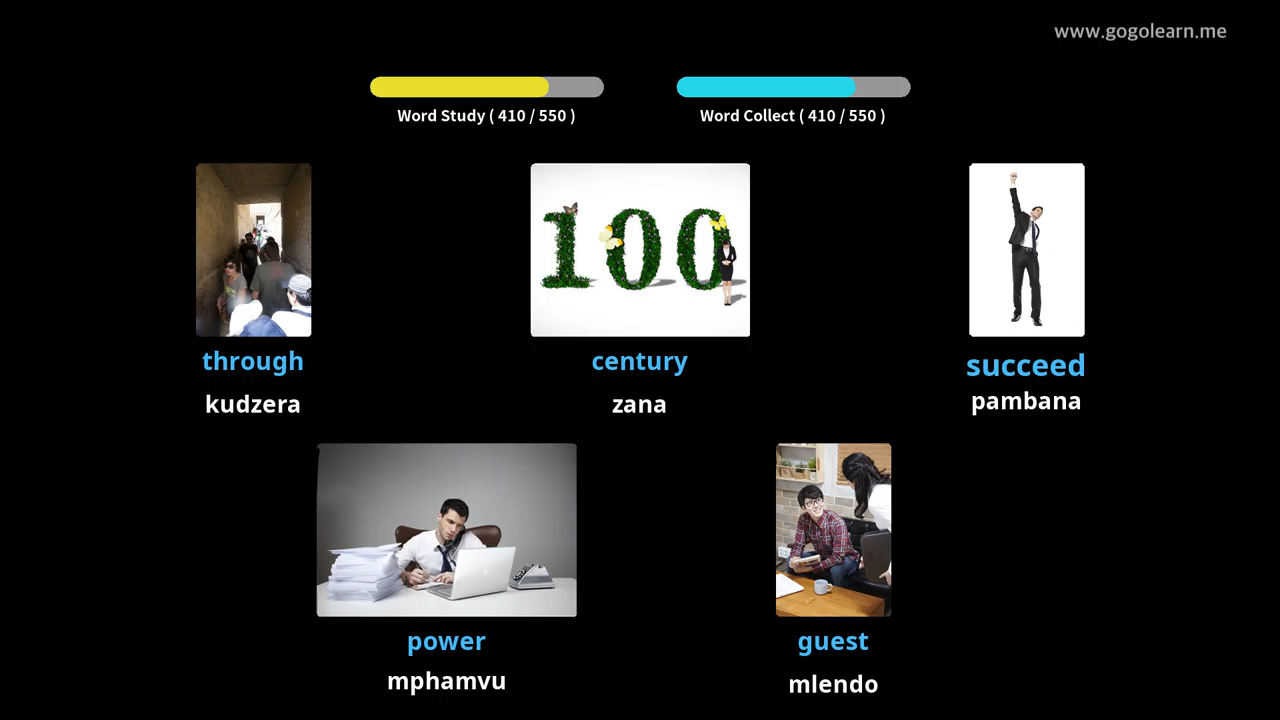 www.gogolearn.me
Word Study ( 410 / 550 )
Word Collect ( 410 / 550 )
100
through
century
succeed
kudzera
zana
pambana
power
guest
mphamvu
mlendo